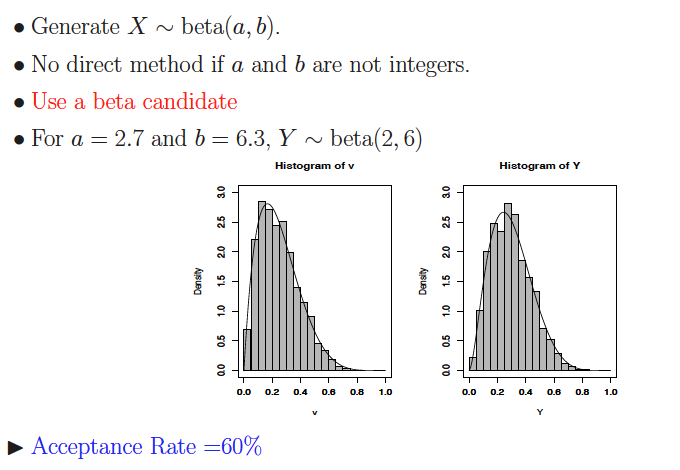 • Generate X ∼ beta(a, b).
• No direct method if a and b are not integers.
• Use a beta candidate
• For a = 2.7 and b = 6.3, Y ∼ beta(2, 6)
Histogram of v
Histogram of Y
Density
0.0 0.5 1.0 1.5 2.0 2.5 3.0
0.0 0.2 0.4 0.6 0.8 1.0
v
Density
0.0 0.5 1.0 1.5 2.0 2.5 3.0
0.0 0.2 0.4 0.6 0.8 1.0
Y
▶ Acceptance Rate =60%